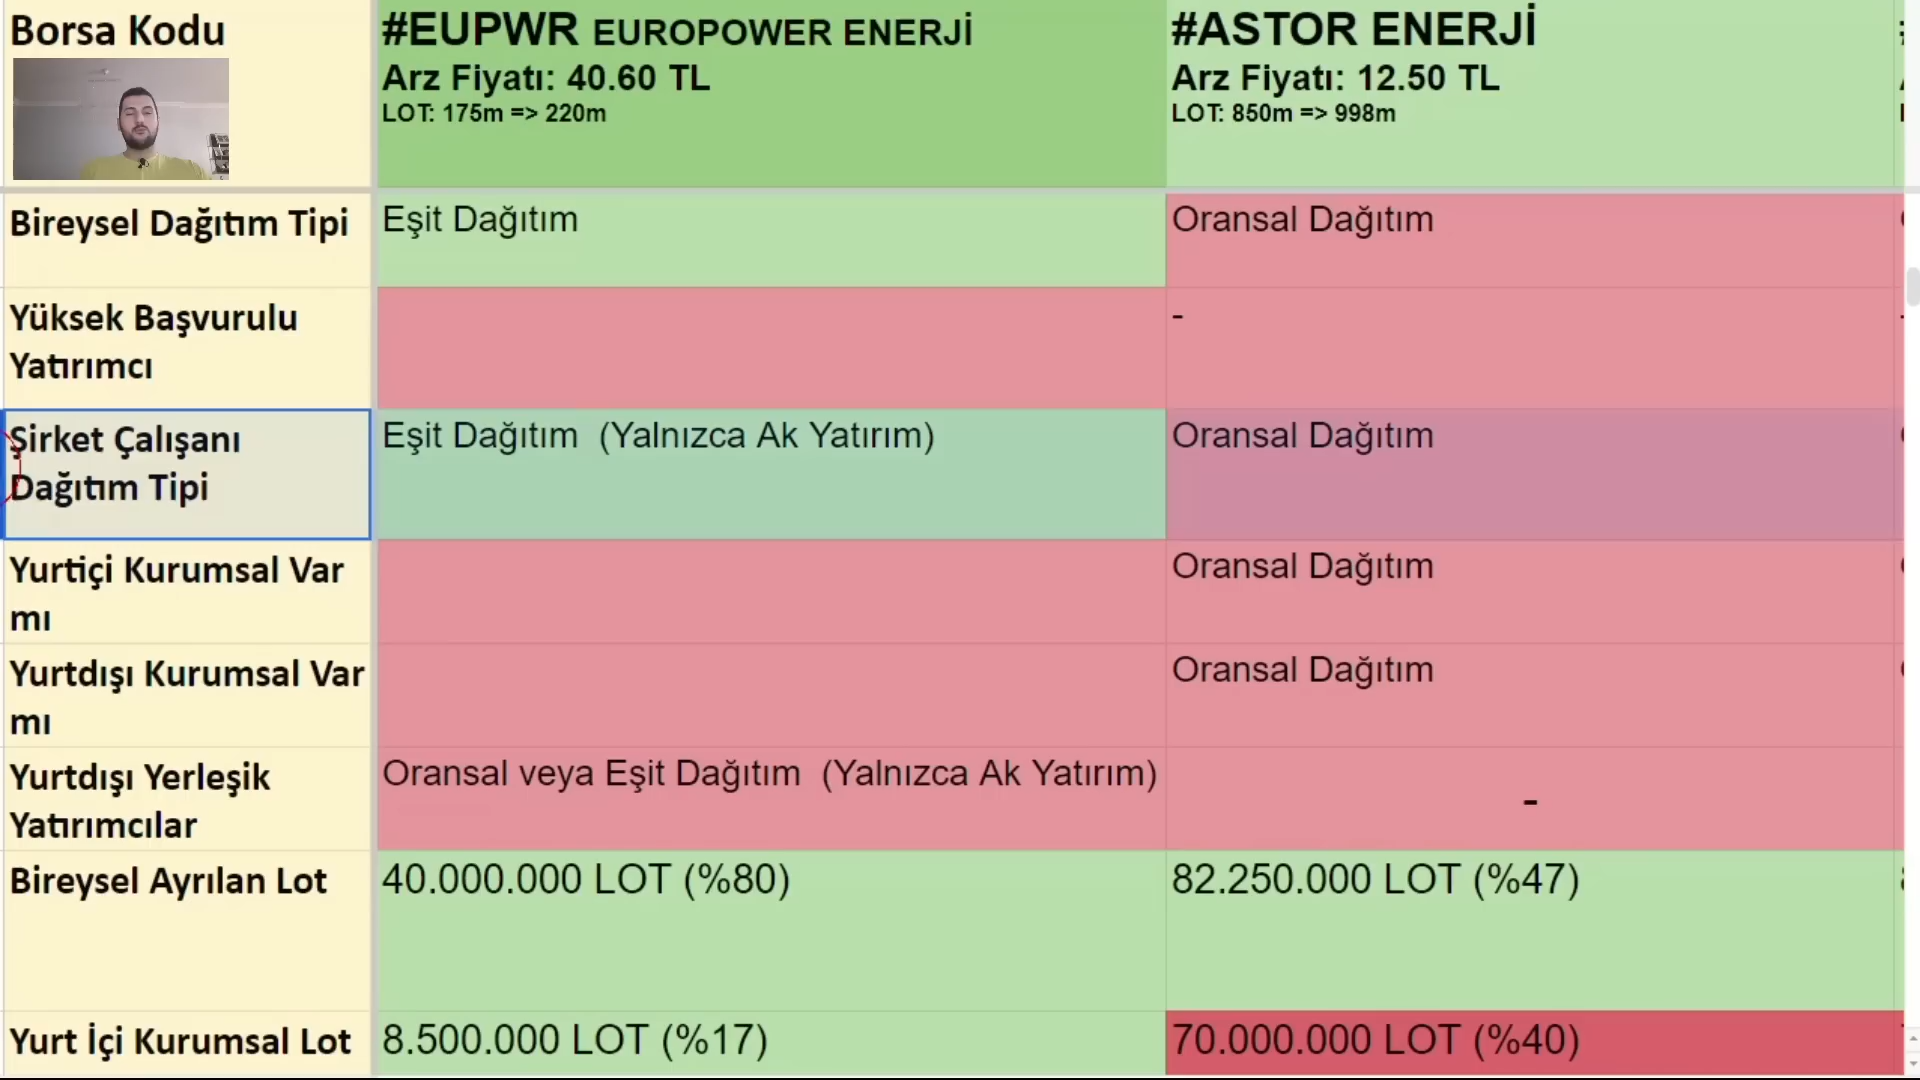 Borsa Kodu
#EUPWR EUROPOWER ENERJİ
Arz Fiyatı: 40.60 TL
LOT: 175m => 220m
#ASTOR ENERJİ
Arz Fiyatı: 12.50 TL
LOT: 850m => 998m
Bireysel Dağıtım Tipi
Eşit Dağıtım
Oransal Dağıtım
Yüksek Başvurulu
Yatırımcı
-
Şirket Çalışanı
Dağıtım Tipi
Eşit Dağıtım (Yalnızca Ak Yatırım)
Oransal Dağıtım
Yurtiçi Kurumsal Var
mı
Oransal Dağıtım
Yurtdışı Kurumsal Var
mı
Oransal Dağıtım
Yurtdışı Yerleşik
Yatırımcılar
Oransal veya Eşit Dağıtım (Yalnızca Ak Yatırım)
-
Bireysel Ayrılan Lot
40.000.000 LOT (%80)
82.250.000 LOT (%47)
Yurt İçi Kurumsal Lot
8.500.000 LOT (%17)
70.000.000 LOT (%40)